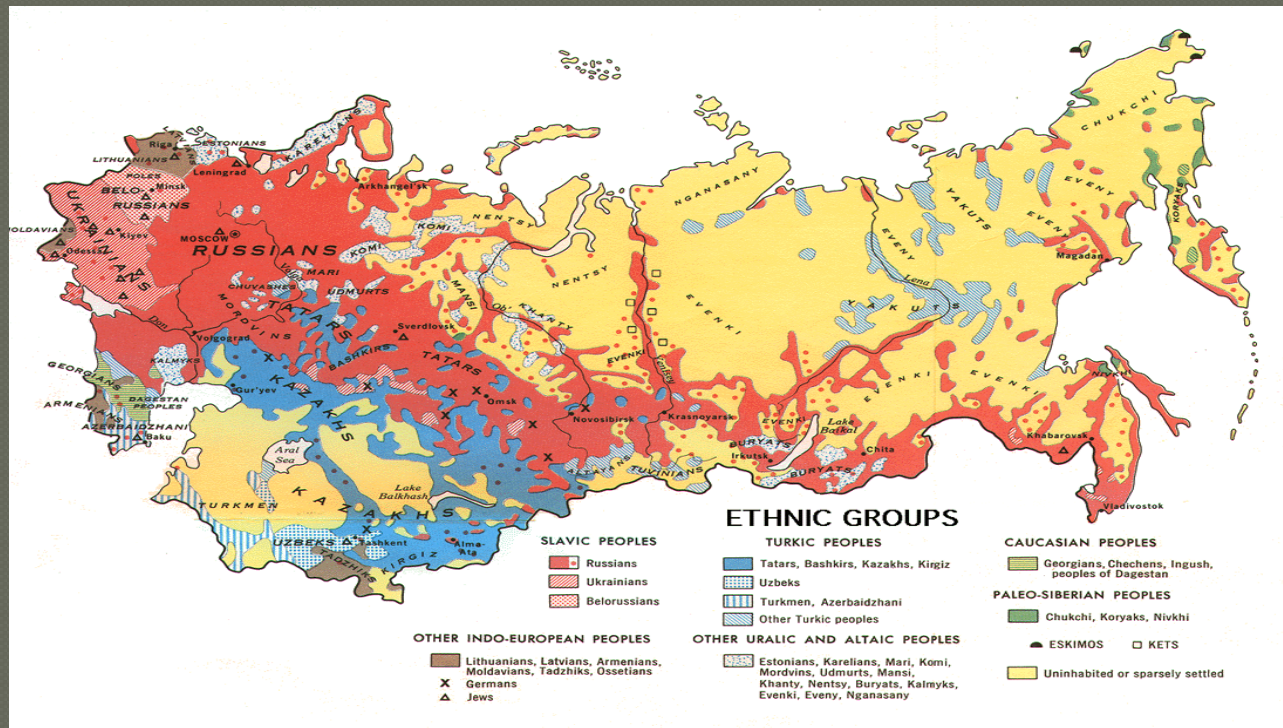 CHUKCHI
KORYAKS
EVENY
EVENY
EVENY
YAKUTS
Magadan
NGANASANY
Lena
YAKUTS
NENTSY
NENTSY
KOMI
KOMI
KARELIANS
Arkhangel'sk
Riga
ESTONIANS
LITHUANIANS
Leningrad
POLES
BELO-
RUSSIANS
Minsk
UKRAINIANS
MOLDAVIANS
Kiyev
Odessa
MOSCOW
RUSSIANS
Volga
MARI
CHUVASHES
UDMURTS
MORDVINS
TATARS
MANSI
Ob'
KHANTY
EVENKI
EVENKI
Yenisey
Sverdlovsk
BASHKIRS
TATARS
Don
Volgograd
KALMYKS
GEORGIANS
DAGESTAN
PEOPLES
ARMENIANS
AZERBAIDZHANI
Baku
Gur'yev
KAZAKHS
Omsk
Novosibirsk
Krasnoyarsk
EVENKI
EVENKI
EVENKI
NIVKHI
Lake
Baikal
BURYATS
Irkutsk
Chita
BURYATS
Khabarovsk
Vladivostok
ALTAYANS
TUVINIANS
Aral
Sea
KAZAKHS
Lake
Balkhash
TURKMEN
UZBEKS
Tashkent
TADZHIKS
KIRGIZ
Alma-
Ata
ETHNIC GROUPS
SLAVIC PEOPLES
Russians
Ukrainians
Belorussians
OTHER INDO-EUROPEAN PEOPLES
Lithuanians, Latvians, Armenians,
Moldavians, Tadzhiks, Ossetians
X Germans
Jews
TURKIC PEOPLES
Tatars, Bashkirs, Kazakhs, Kirgiz
Uzbeks
Turkmen, Azerbaidzhani
Other Turkic peoples
OTHER URALIC AND ALTAIC PEOPLES
Estonians, Karelians, Mari, Komi,
Mordvins, Udmurts, Mansi,
Khanty, Nentsy, Buryats, Kalmyks,
Evenki, Eveny, Nganasany
CAUCASIAN PEOPLES
Georgians, Chechens, Ingush,
peoples of Dagestan
PALEO-SIBERIAN PEOPLES
Chukchi, Koryaks, Nivkhi
ESKIMOS
KETS
Uninhabited or sparsely settled